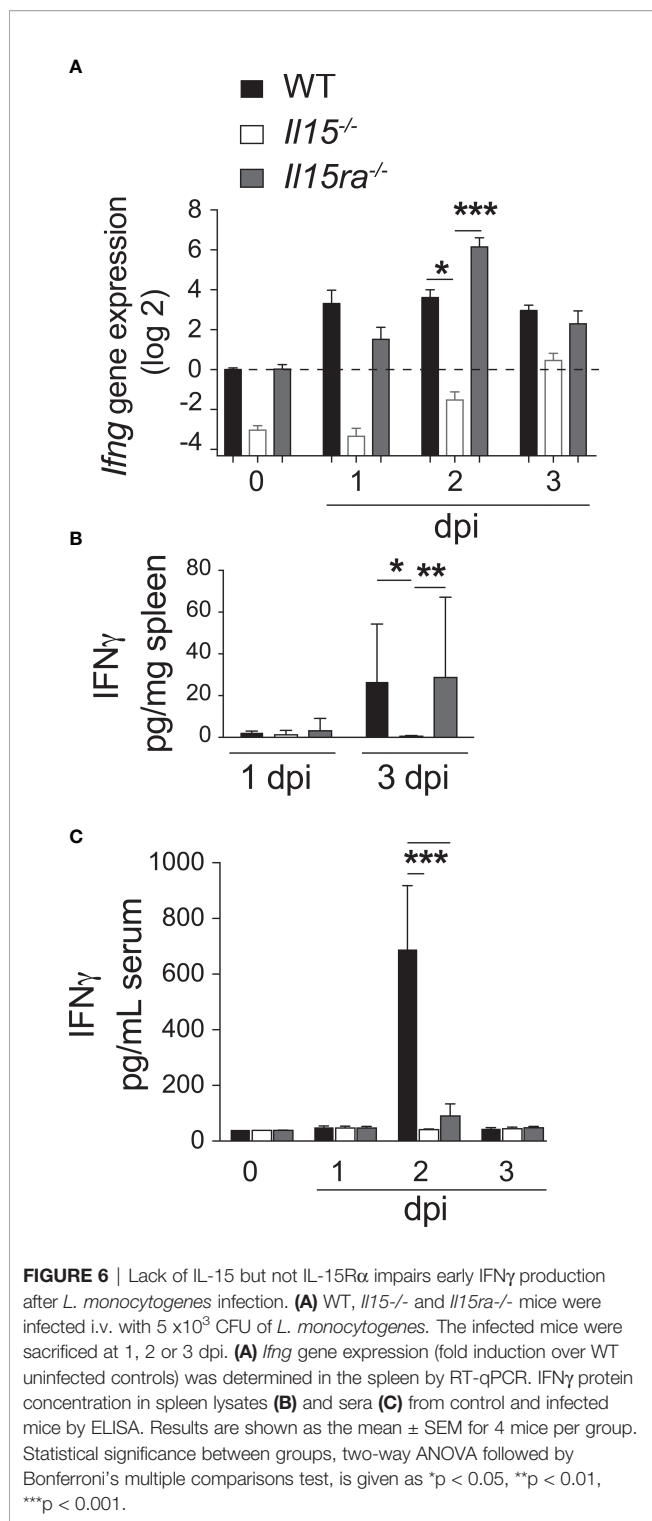 A
WT
Il15-/-
Il15ra-/-
Ifng gene expression
(log 2)
8
6
4
2
0
-2
-4
*
***
0 1 2 3
dpi
B
IFNγ
pg/mg spleen
80
60
40
20
0
* **
1 dpi 3 dpi
C
IFNγ
pg/mL serum
1000
800
600
400
200
0
***
0 1 2 3
dpi
FIGURE 6 | Lack of IL-15 but not IL-15Rα impairs early IFNγ production
after L. monocytogenes infection. (A) WT, Il15-/- and Il15ra-/- mice were
infected i.v. with 5 x10³ CFU of L. monocytogenes. The infected mice were
sacrificed at 1, 2 or 3 dpi. (A) Ifng gene expression (fold induction over WT
uninfected controls) was determined in the spleen by RT-qPCR. IFNγ protein
concentration in spleen lysates (B) and sera (C) from control and infected
mice by ELISA. Results are shown as the mean ± SEM for 4 mice per group.
Statistical significance between groups, two-way ANOVA followed by
Bonferroni's multiple comparisons test, is given as *p < 0.05, **p < 0.01,
***p < 0.001.